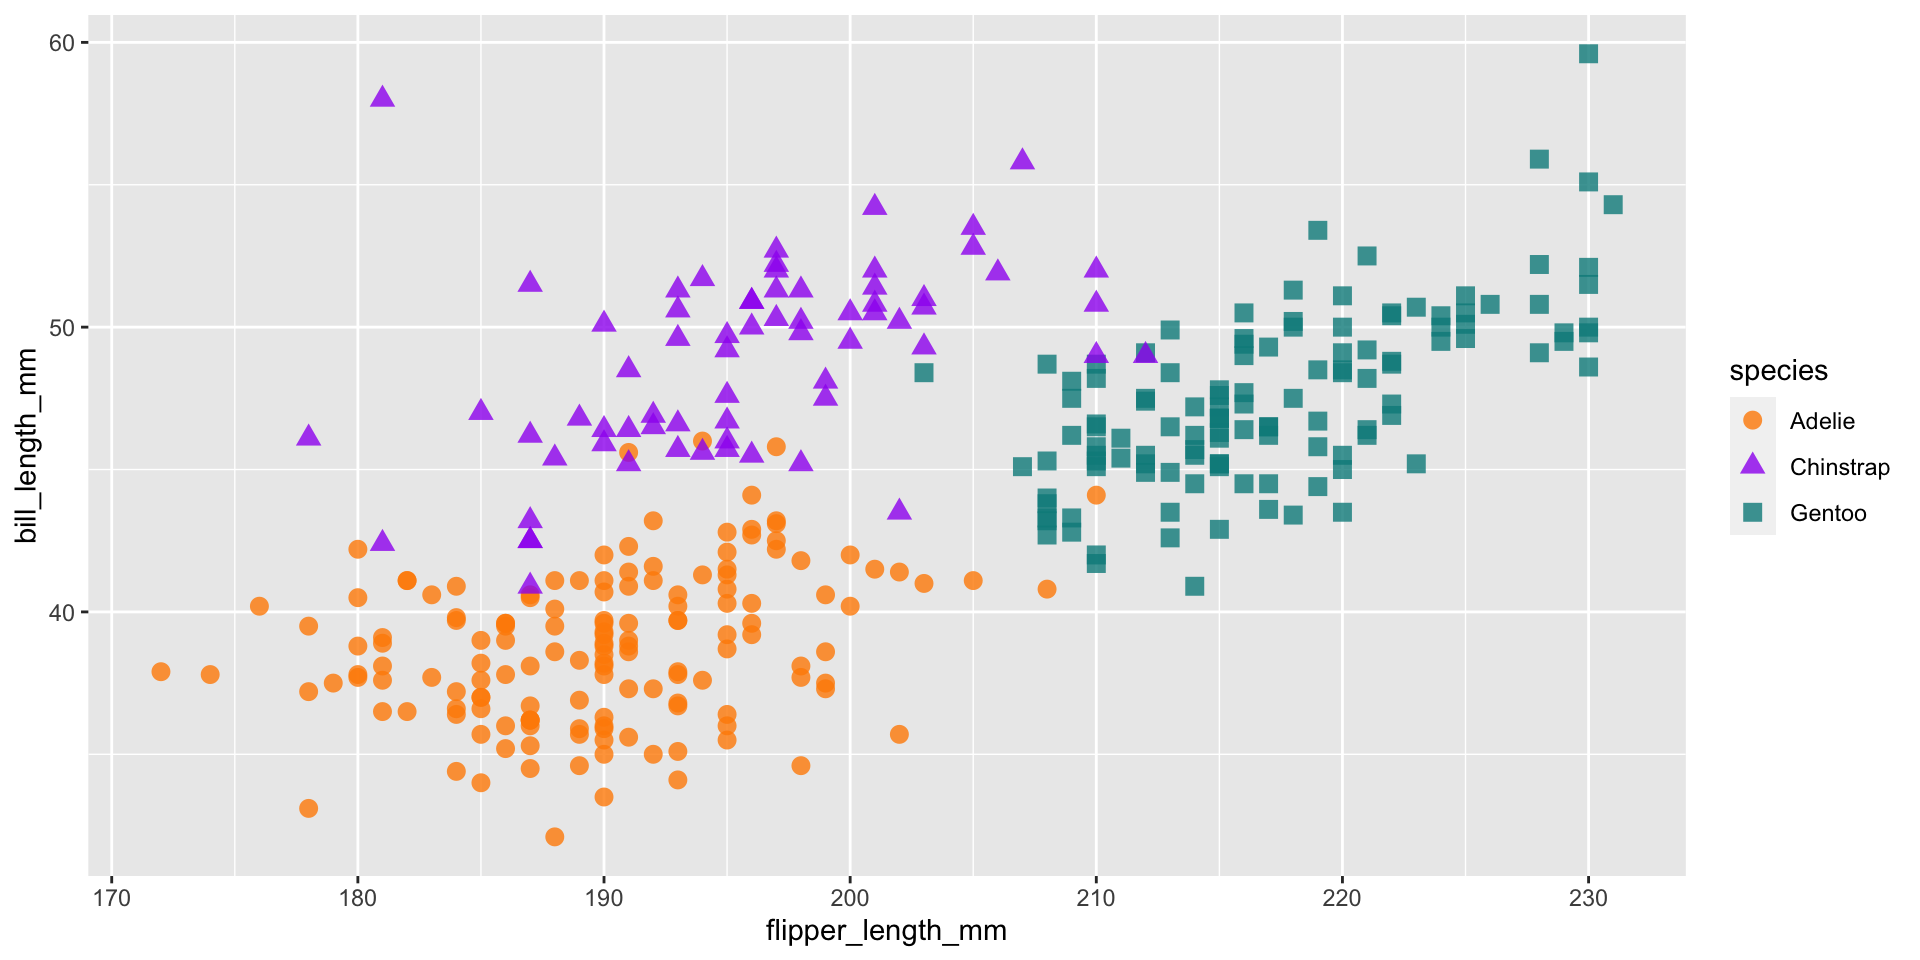 60
50
40
bill_length_mm
170 180 190 200 210 220 230
flipper_length_mm
species
Adelie
Chinstrap
Gentoo